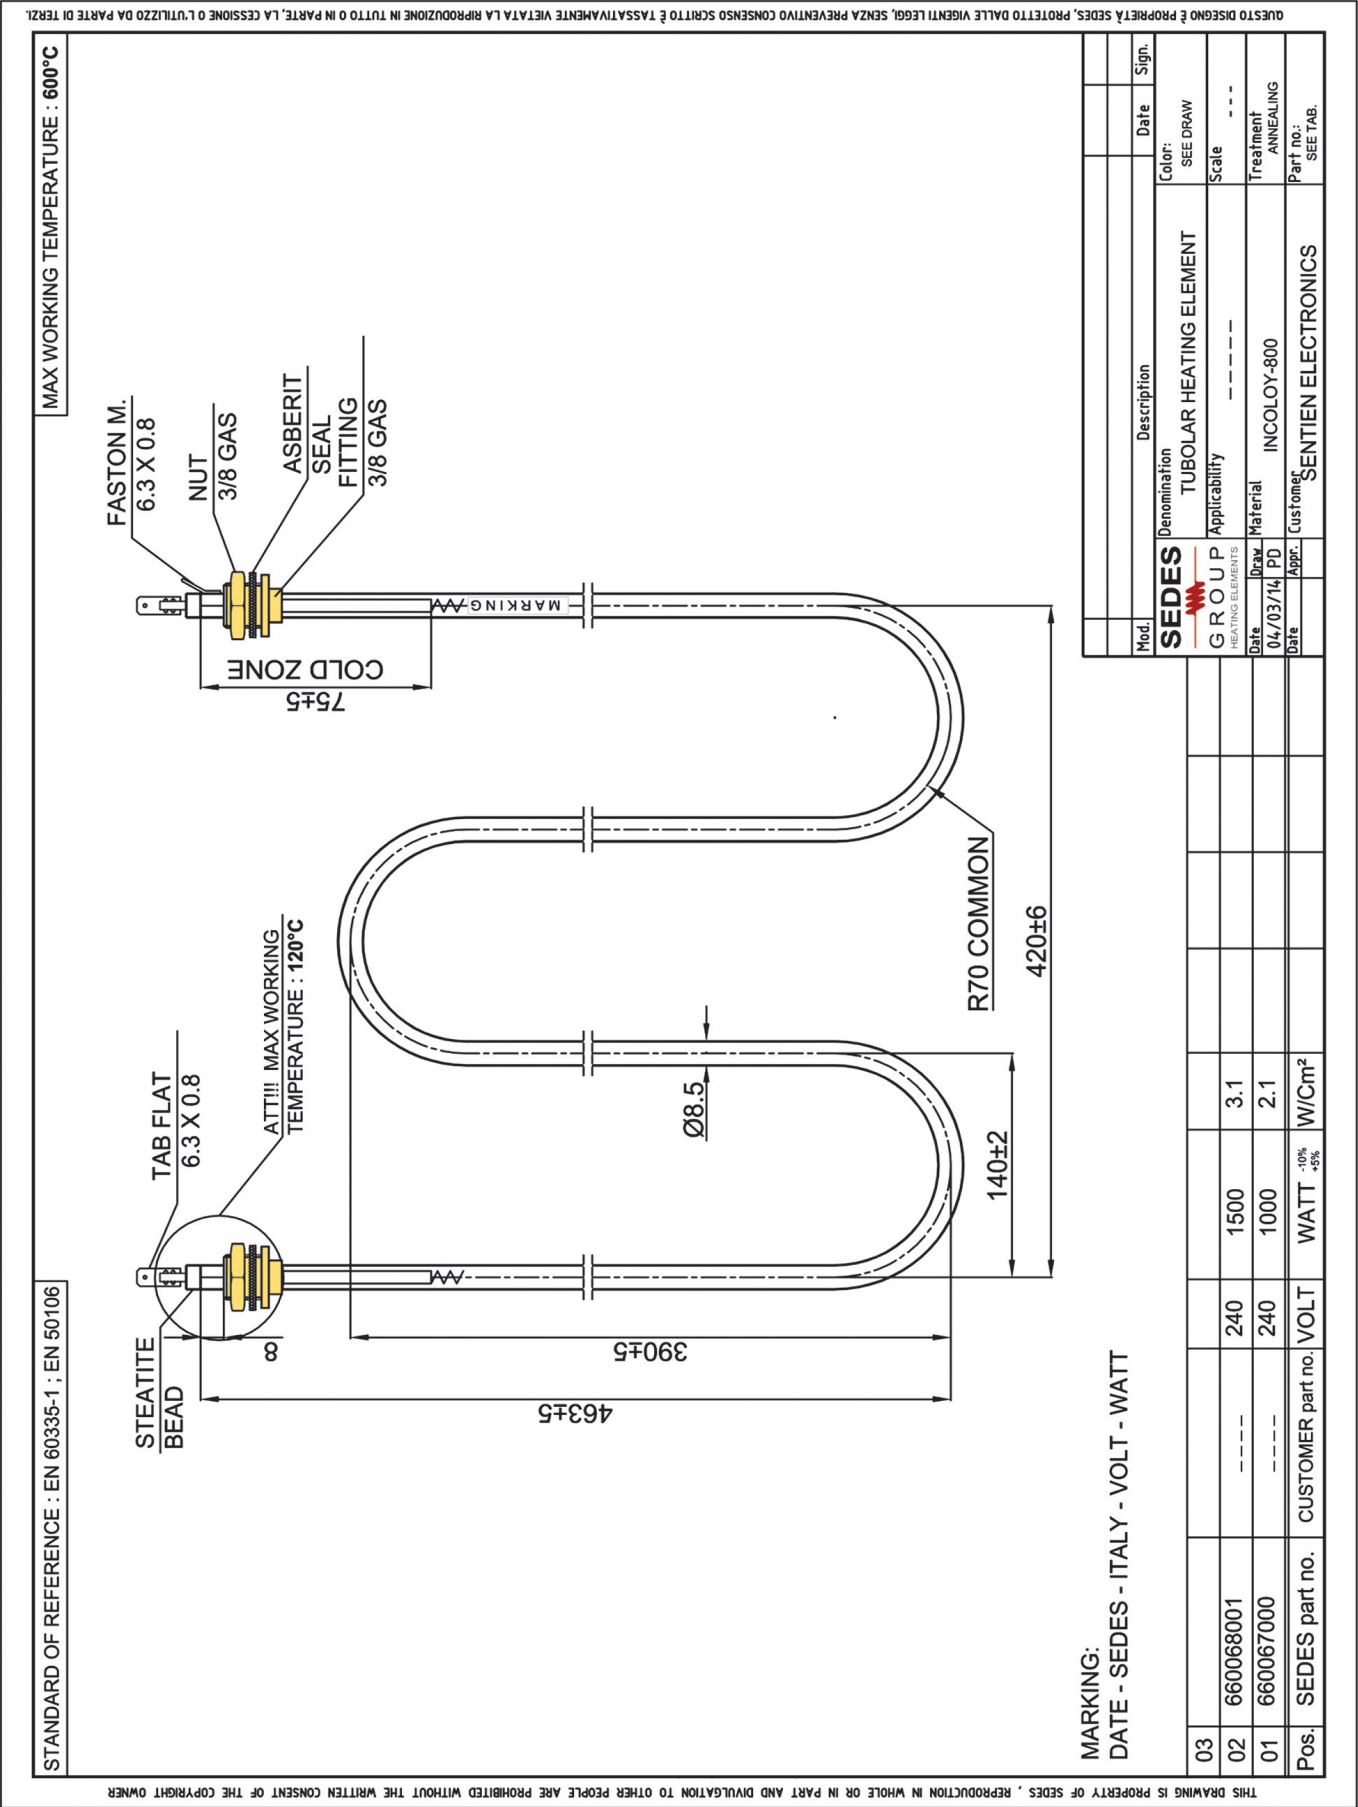 QUESTO DISEGNO È PROPRIETÀ SEDES, PROTETTO DALLE VIGENTI LEGGI, SENZA PREVENTIVO CONSENSO SCRITTO È TASSATIVAMENTE VIETATA LA RIPRODUZIONE IN TUTTO O IN PARTE, LA CESSIONE O L'UTILIZZO DA PARTE DI TERZI.
STANDARD OF REFERENCE : EN 60335-1 ; EN 50106
MAX WORKING TEMPERATURE : 600°C
STEATITE
BEAD
TAB FLAT
6.3 X 0.8
ATT!!! MAX WORKING
TEMPERATURE : 120°C
FASTON M.
6.3 X 0.8
NUT
3/8 GAS
ASBERIT
SEAL
FITTING
3/8 GAS
8
COLD ZONE
75±5
MARKING
390±5
463±5
Ø8.5
140±2
R70 COMMON
420±6
MARKING:
DATE - SEDES - ITALY - VOLT - WATT
03
02 660068001 ---- 240 1500 3.1
01 660067000 ---- 240 1000 2.1
Pos. SEDES part no. CUSTOMER part no. VOLT WATT -10% +5% W/Cm²
Mod. Description Date Sign.
SEDES
GROUP
HEATING ELEMENTS
Denomination
TUBOLAR HEATING ELEMENT
Color:
SEE DRAW
Applicability
-----
Scale
---
Date
04/03/14
Draw
PD
Material
INCOLOY-800
Treatment
ANNEALING
Date
Appr.
Customer
SENTIEN ELECTRONICS
Part no.:
SEE TAB.
THIS DRAWING IS PROPERTY OF SEDES , REPRODUCTION IN WHOLE OR IN PART AND DIVULGATION TO OTHER PEOPLE ARE PROHIBITED WITHOUT THE WRITTEN CONSENT OF THE COPYRIGHT OWNER